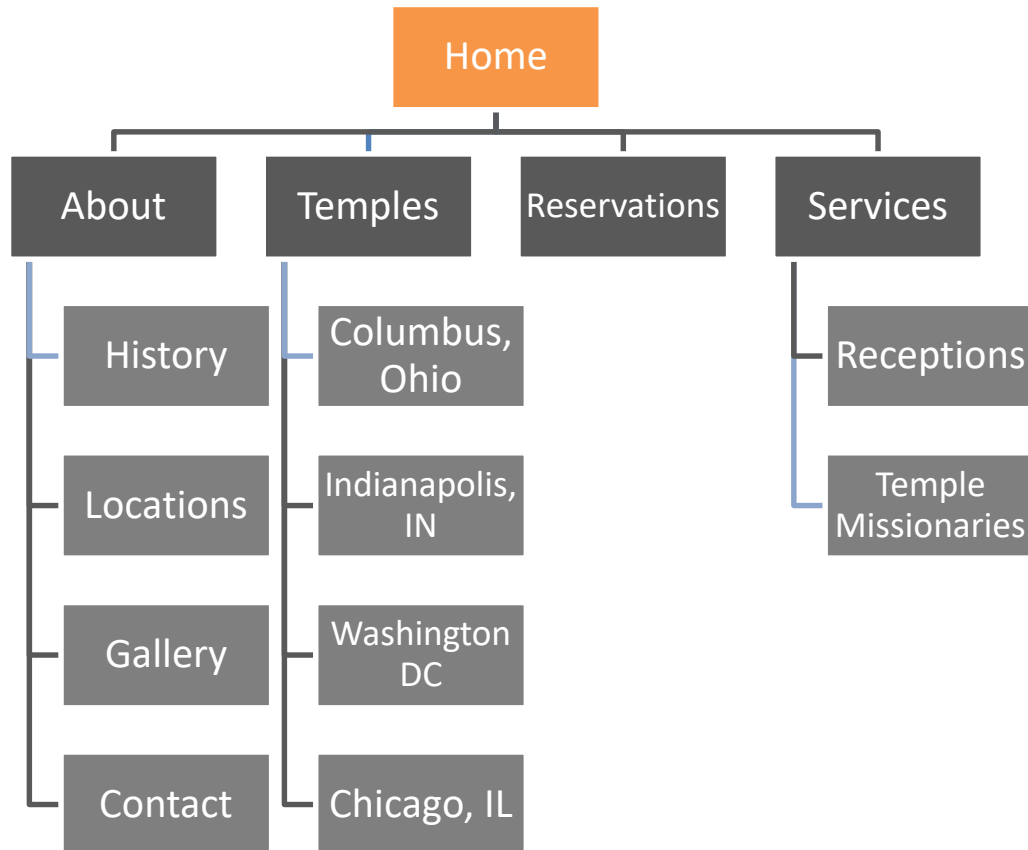 Home
About
Temples
Reservations
Services
History
Columbus,
Ohio
Receptions
Locations
Indianapolis,
IN
Temple
Missionaries
Gallery
Washington
DC
Contact
Chicago, IL